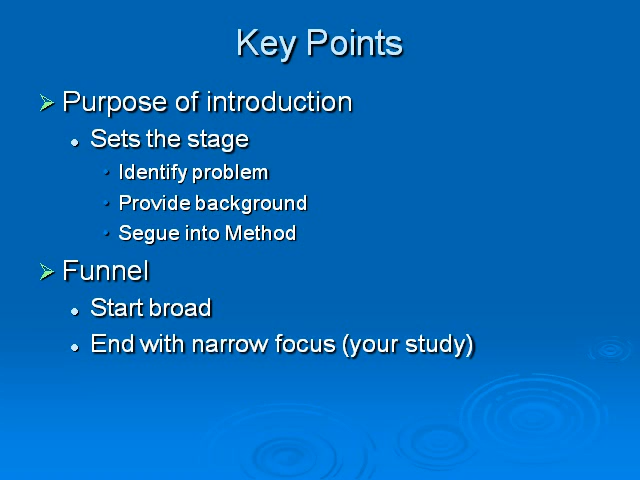 Key Points
Purpose of introduction
Sets the stage
Identify problem
Provide background
Segue into Method
Funnel
Start broad
End with narrow focus (your study)